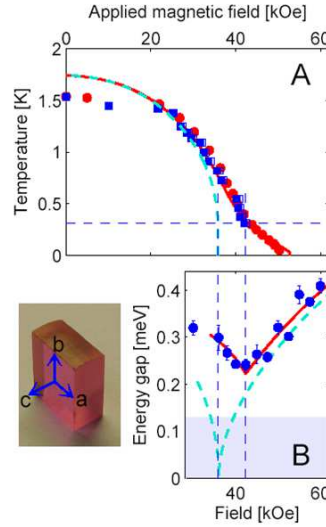 Applied magnetic field [kOe]
0 20 40 60
A
Temperature [K]
2
1.5
1
0.5
0
b
c a
Energy gap [meV]
0.4
0.3
0.2
0.1
0
B
40 60
Field [kOe]